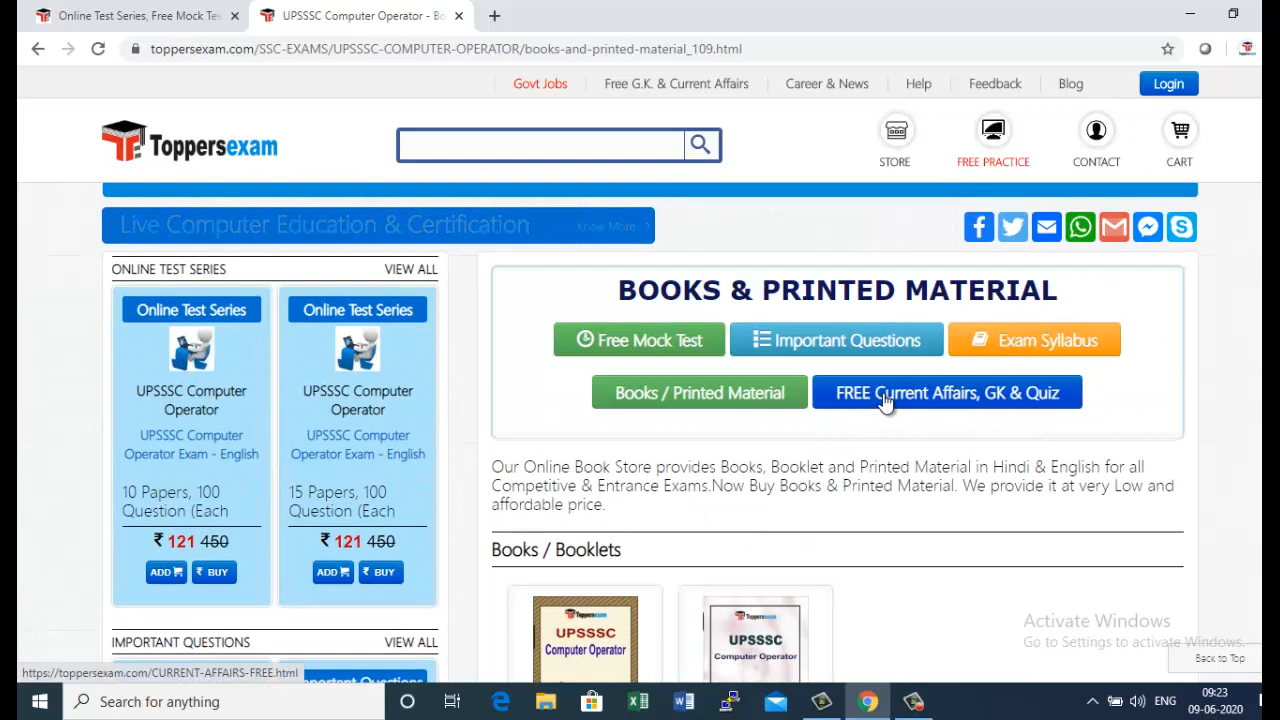 Online Test Series, Free Mock Tes
UPSSSC Computer Operator - Bo
toppersexam.com/SSC-EXAMS/UPSSSC-COMPUTER-OPERATOR/books-and-printed-material_109.html
Govt Jobs
Free G.K. & Current Affairs
Career & News
Help
Feedback
Blog
Login
Toppersexam
STORE
FREE PRACTICE
CONTACT
CART
Live Computer Education & Certification
Know More
ONLINE TEST SERIES
VIEW ALL
Online Test Series
UPSSSC Computer
Operator
UPSSSC Computer
Operator Exam - English
10 Papers, 100
Question (Each
₹ 121 450
ADD
₹ BUY
Online Test Series
UPSSSC Computer
Operator
UPSSSC Computer
Operator Exam - English
15 Papers, 100
Question (Each
₹ 121 450
ADD
₹ BUY
IMPORTANT QUESTIONS
VIEW ALL
Important Questions
BOOKS & PRINTED MATERIAL
Free Mock Test
Important Questions
Exam Syllabus
Books / Printed Material
FREE Current Affairs, GK & Quiz
Our Online Book Store provides Books, Booklet and Printed Material in Hindi & English for all
Competitive & Entrance Exams.Now Buy Books & Printed Material. We provide it at very Low and
affordable price.
Books / Booklets
Toppersexam
UPSSSC
Computer Operator
Toppersexam
UPSSSC
Computer Operator
Activate Windows
Go to Settings to activate Windows.
Back to Top
https://toppersexam.com/CURRENT-AFFAIRS-FREE.html
Search for anything
ENG
09:23
09-06-2020